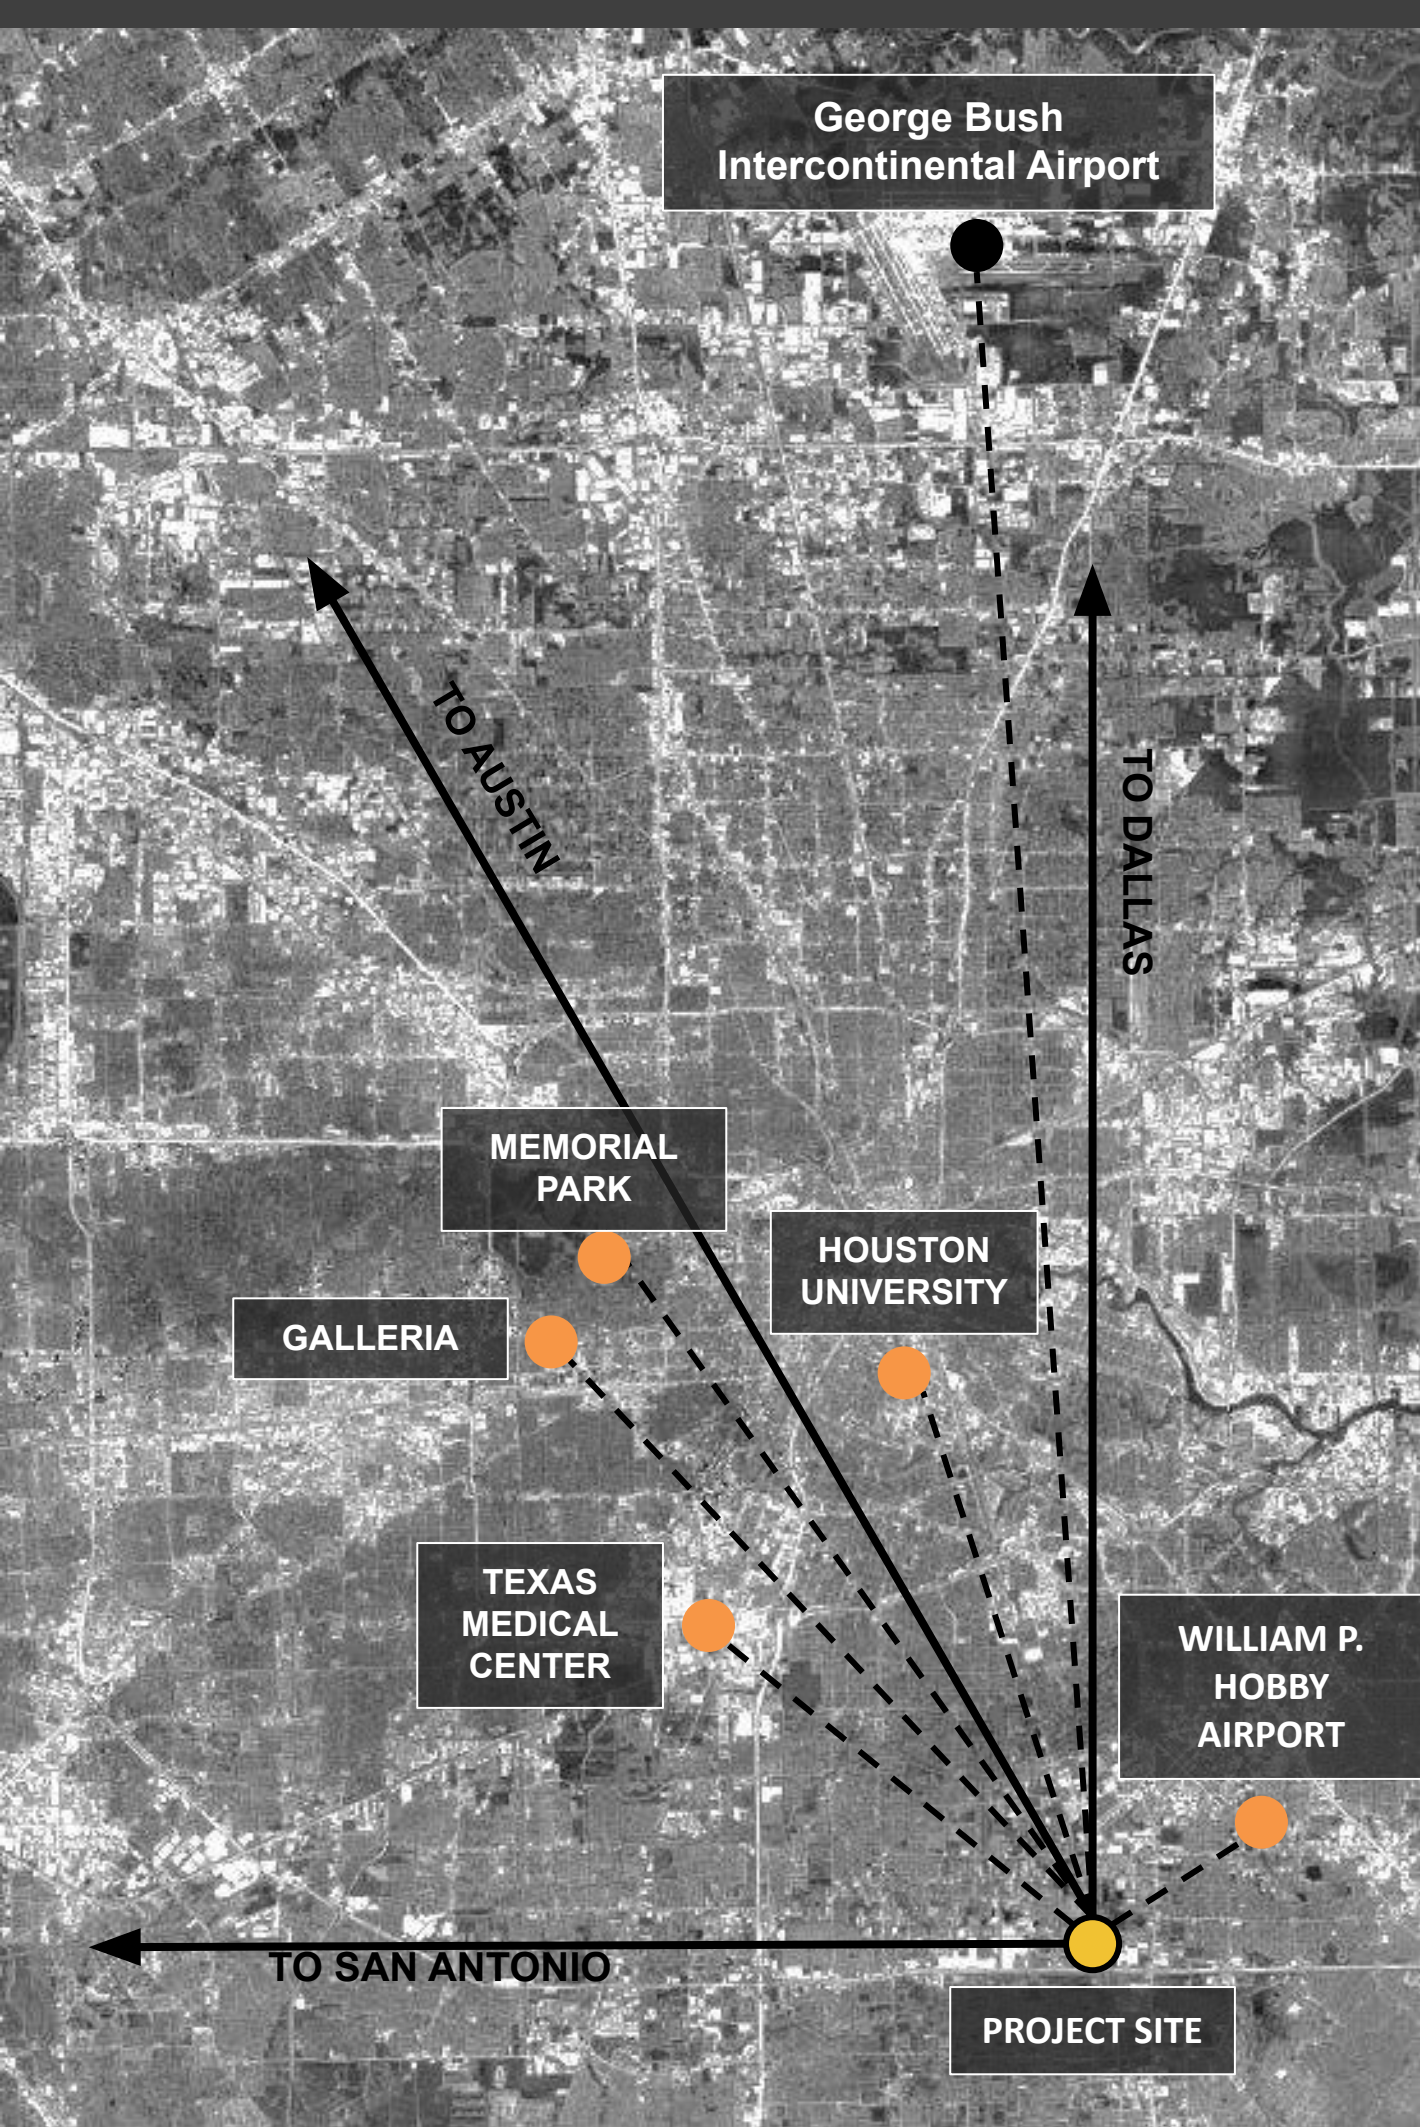 George Bush
Intercontinental Airport
TO AUSTIN
TO DALLAS
MEMORIAL
PARK
HOUSTON
UNIVERSITY
GALLERIA
TEXAS
MEDICAL
CENTER
WILLIAM P.
HOBBY
AIRPORT
TO SAN ANTONIO
PROJECT SITE